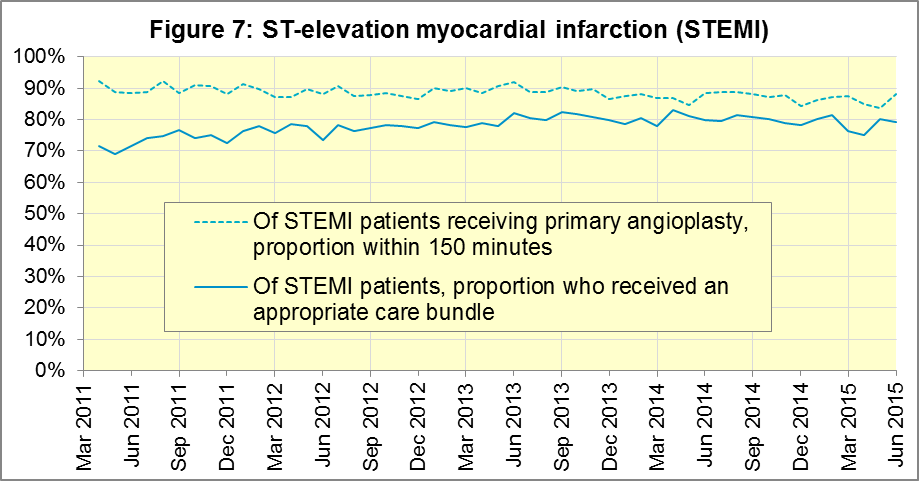 Figure 7: ST-elevation myocardial infarction (STEMI)
100%
90%
80%
70%
60%
50%
40%
30%
20%
10%
0%
Of STEMI patients receiving primary angioplasty,
proportion within 150 minutes
Of STEMI patients, proportion who received an
appropriate care bundle
Mar 2011
Jun 2011
Sep 2011
Dec 2011
Mar 2012
Jun 2012
Sep 2012
Dec 2012
Mar 2013
Jun 2013
Sep 2013
Dec 2013
Mar 2014
Jun 2014
Sep 2014
Dec 2014
Mar 2015
Jun 2015